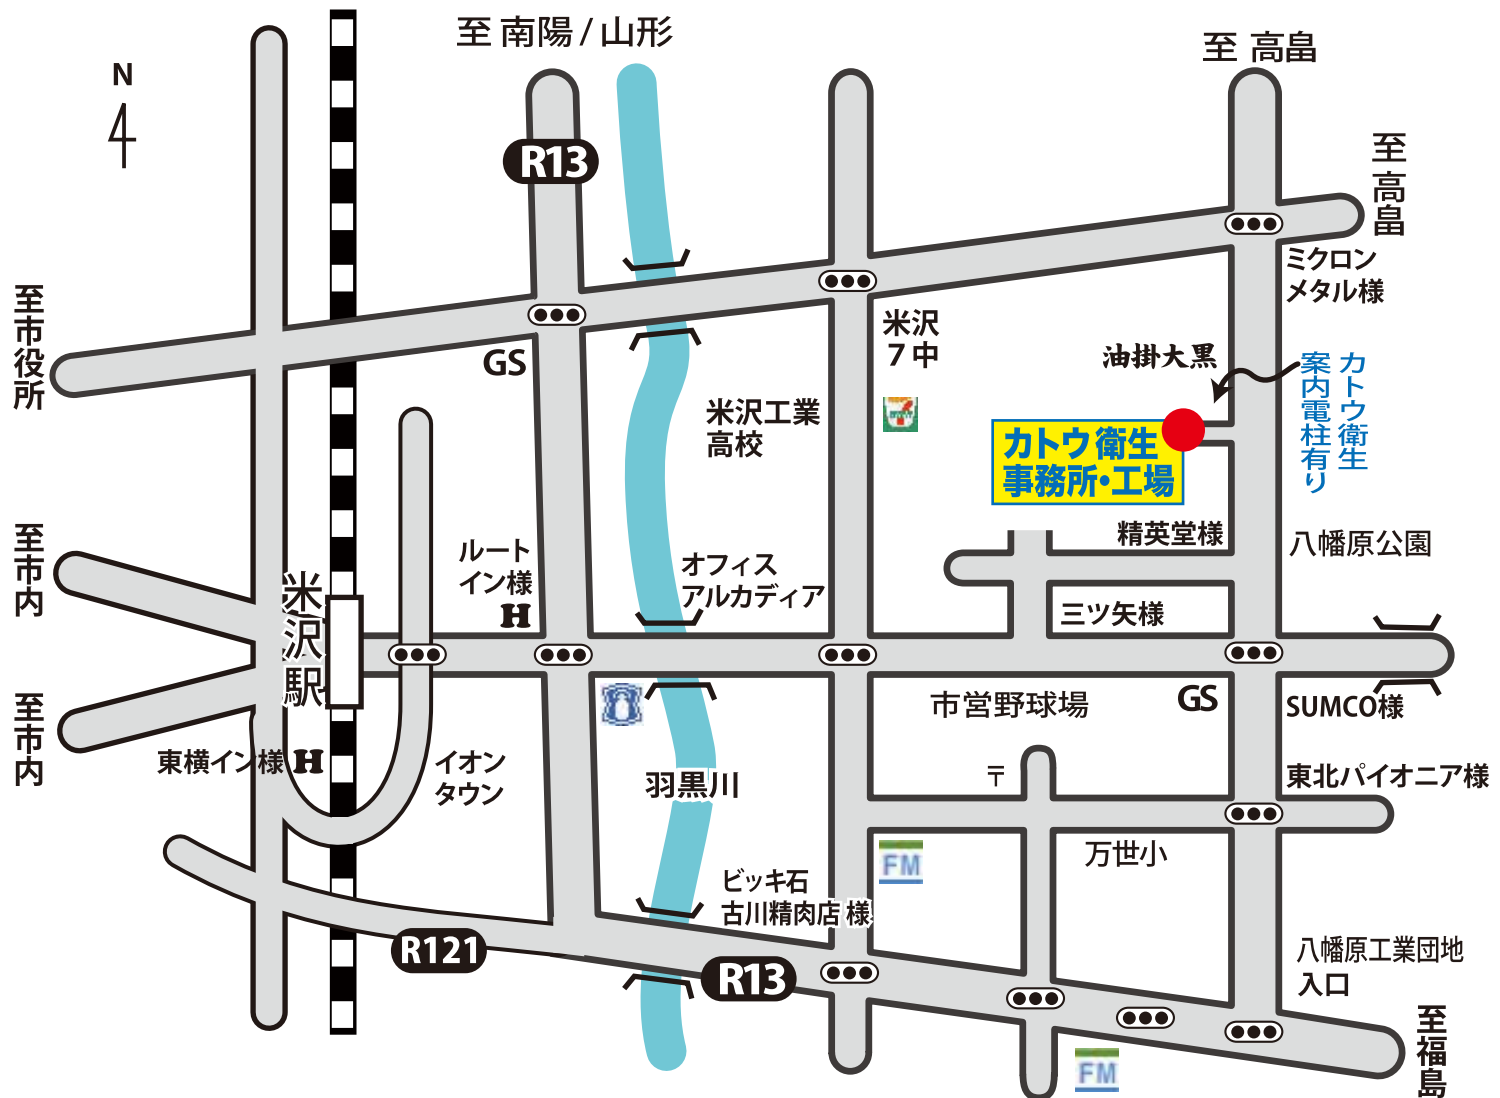 至 南陽 / 山形
至 高畠
N
至高畠
R13
ミクロン
メタル様
至市役所
米沢
7中
GS
油掛大黒
カトウ衛生
案内電柱有り
米沢工業
高校
カトウ衛生
事務所・工場
精英堂様
八幡原公園
至市内
ルート
イン様
H
オフィス
アルカディア
米沢駅
三ツ矢様
至市内
市営野球場
GS
SUMCO様
東横イン様 H
イオン
タウン
羽黒川
〒
東北パイオニア様
万世小
FM
ビッキ石
古川精肉店様
R121
R13
八幡原工業団地
入口
至福島
FM